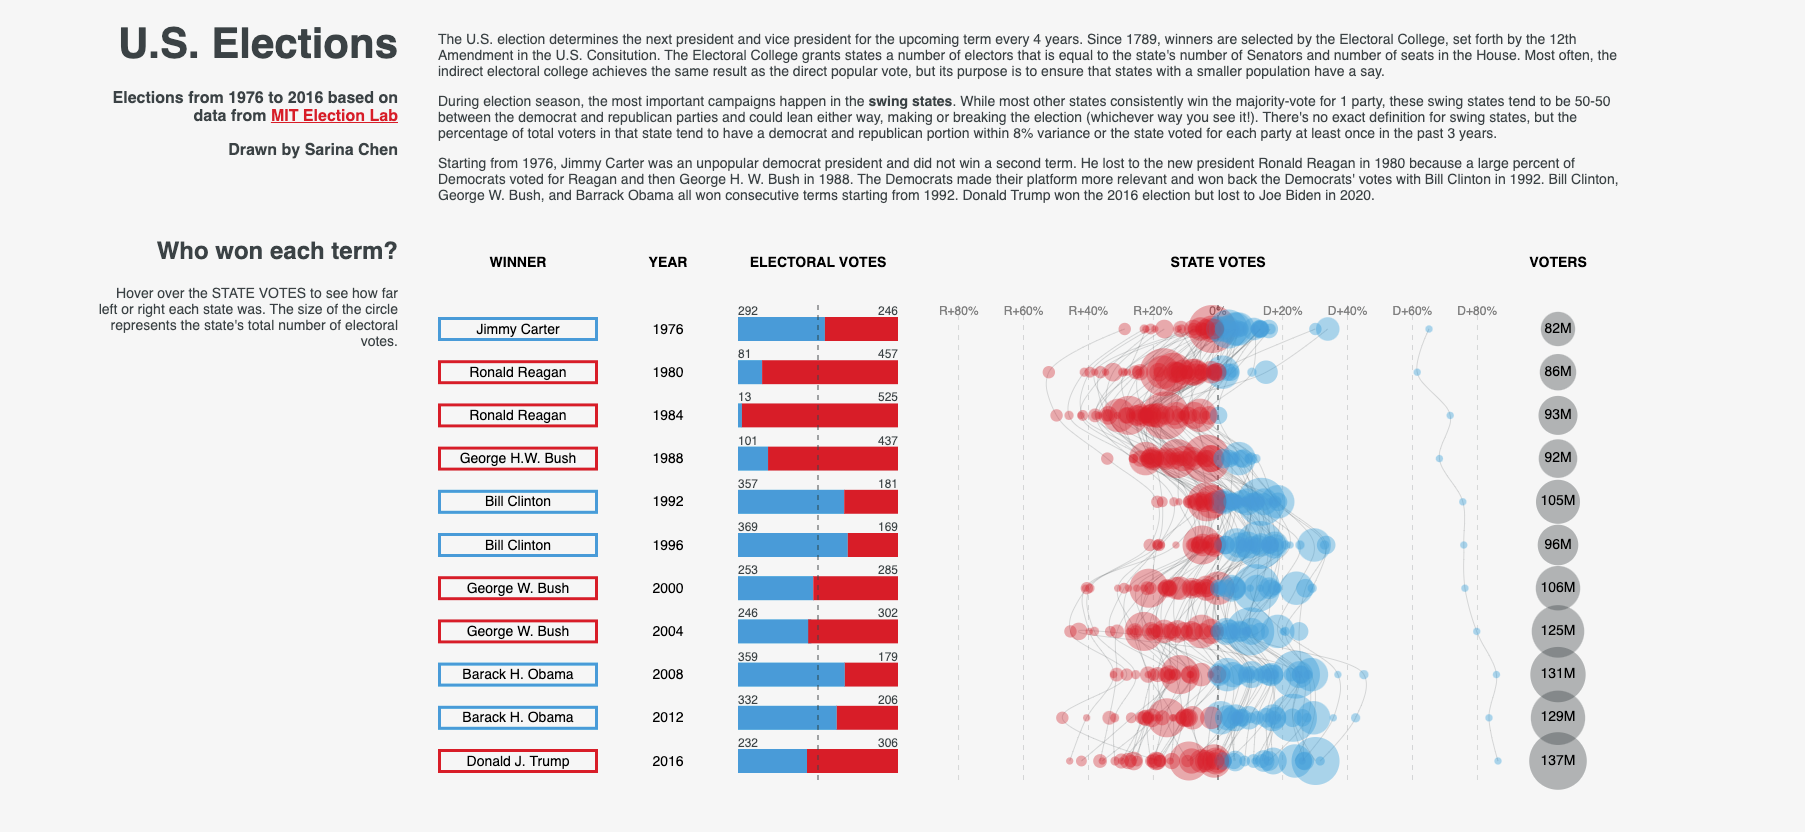 U.S. Elections
Elections from 1976 to 2016 based on
data from MIT Election Lab
Drawn by Sarina Chen
The U.S. election determines the next president and vice president for the upcoming term every 4 years. Since 1789, winners are selected by the Electoral College, set forth by the 12th
Amendment in the U.S. Consitution. The Electoral College grants states a number of electors that is equal to the state's number of Senators and number of seats in the House. Most often, the
indirect electoral college achieves the same result as the direct popular vote, but its purpose is to ensure that states with a smaller population have a say.
During election season, the most important campaigns happen in the swing states. While most other states consistently win the majority-vote for 1 party, these swing states tend to be 50-50
between the democrat and republican parties and could lean either way, making or breaking the election (whichever way you see it!). There's no exact definition for swing states, but the
percentage of total voters in that state tend to have a democrat and republican portion within 8% variance or the state voted for each party at least once in the past 3 years.
Starting from 1976, Jimmy Carter was an unpopular democrat president and did not win a second term. He lost to the new president Ronald Reagan in 1980 because a large percent of
Democrats voted for Reagan and then George H. W. Bush in 1988. The Democrats made their platform more relevant and won back the Democrats' votes with Bill Clinton in 1992. Bill Clinton,
George W. Bush, and Barrack Obama all won consecutive terms starting from 1992. Donald Trump won the 2016 election but lost to Joe Biden in 2020.
Who won each term?
Hover over the STATE VOTES to see how far
left or right each state was. The size of the circle
represents the state's total number of electoral
votes.
WINNER YEAR ELECTORAL VOTES STATE VOTES VOTERS
R+80% R+60% R+40% R+20% 0% D+20% D+40% D+60% D+80%
292 246
Jimmy Carter 1976 82M
81 457
Ronald Reagan 1980 86M
13 525
Ronald Reagan 1984 93M
101 437
George H.W. Bush 1988 92M
357 181
Bill Clinton 1992 105M
369 169
Bill Clinton 1996 96M
253 285
George W. Bush 2000 106M
246 302
George W. Bush 2004 125M
359 179
Barack H. Obama 2008 131M
332 206
Barack H. Obama 2012 129M
232 306
Donald J. Trump 2016 137M